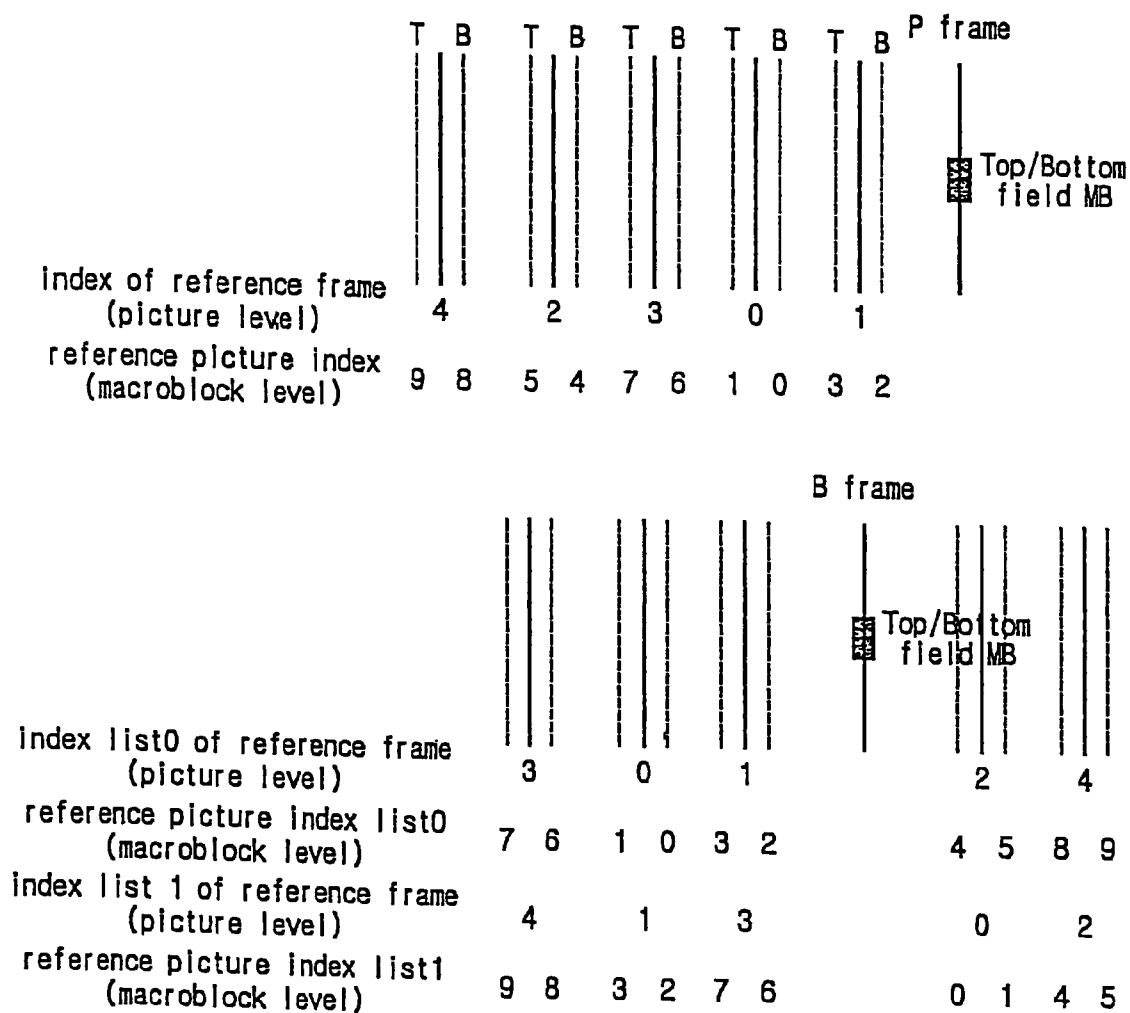 T B T B T B T B T B P frame
Top/Bottom
field MB
index of reference frame
(picture level) 4 2 3 0 1
reference picture index
(macroblock level) 9 8 5 4 7 6 1 0 3 2
B frame
Top/Bottom
field MB
index list0 of reference frame
(picture level) 3 0 1 2 4
reference picture index list0
(macroblock level) 7 6 1 0 3 2 4 5 8 9
index list 1 of reference frame
(picture level) 4 1 3 0 2
reference picture index list1
(macroblock level) 9 8 3 2 7 6 0 1 4 5